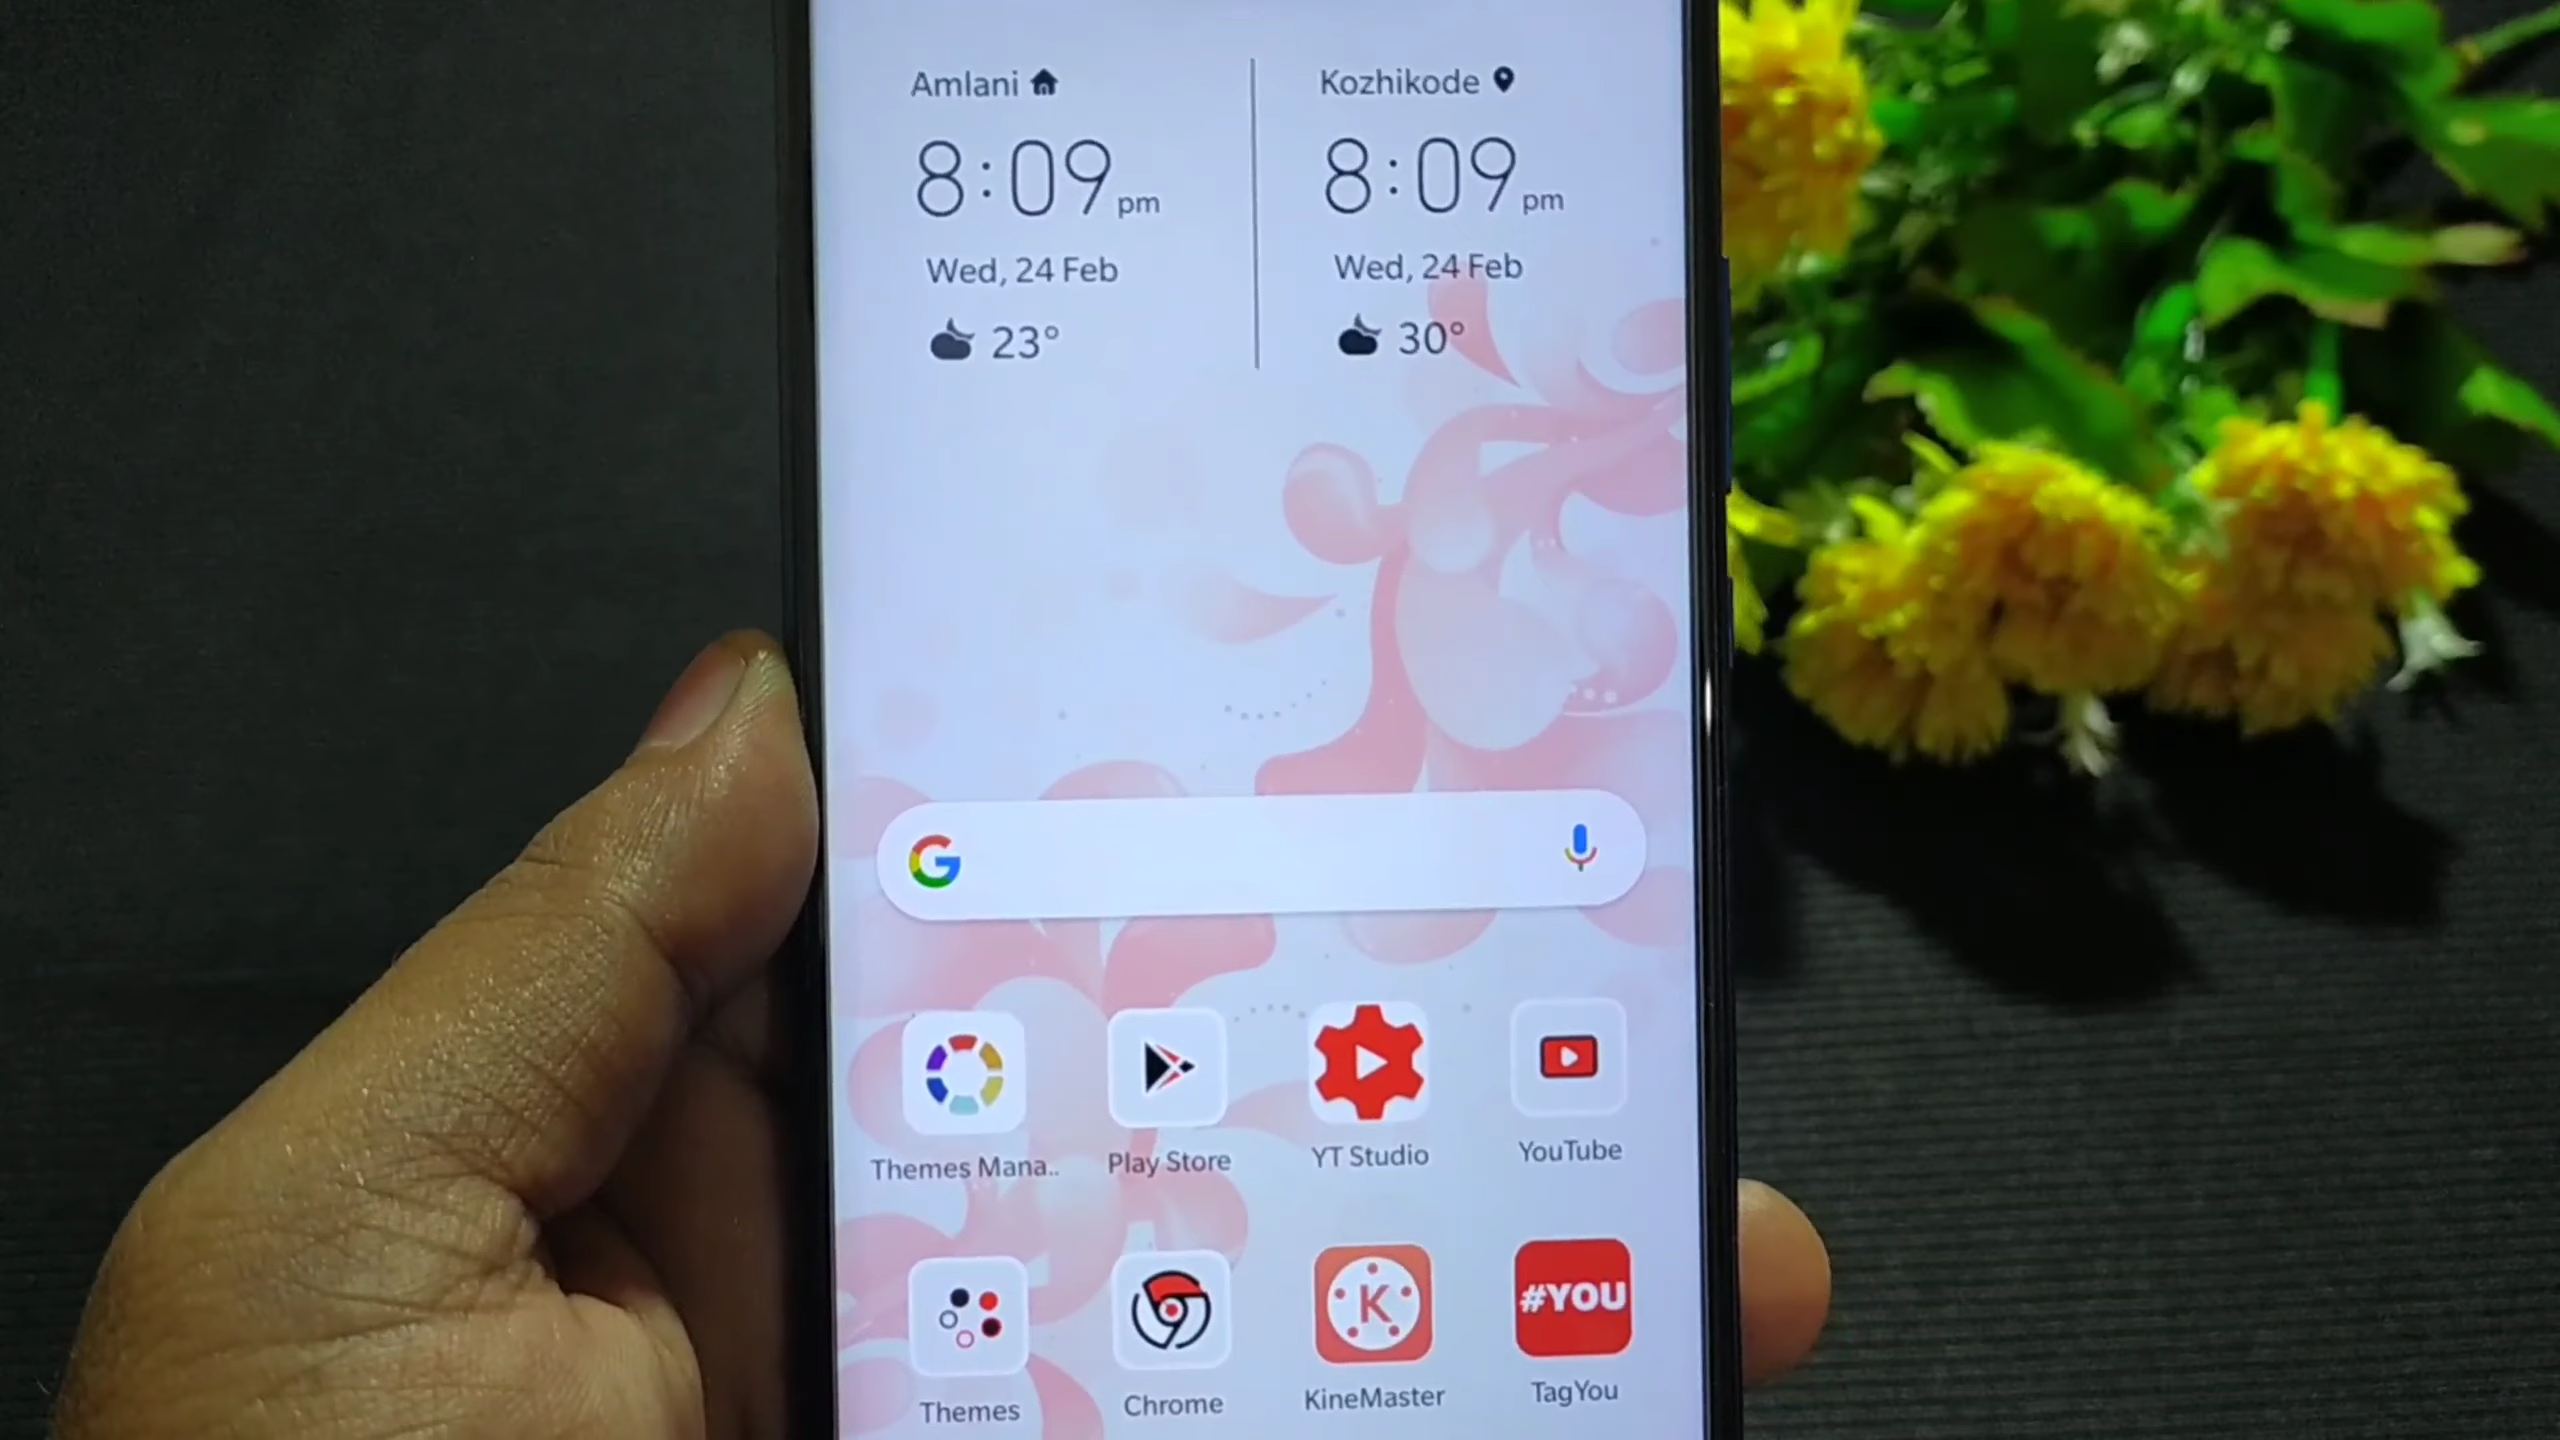 Amlani
8:09 pm
Wed, 24 Feb
23°
Kozhikode
8:09 pm
Wed, 24 Feb
30°
G
Themes Mana..
Play Store
YT Studio
YouTube
K
#YOU
Themes
Chrome
KineMaster
TagYou